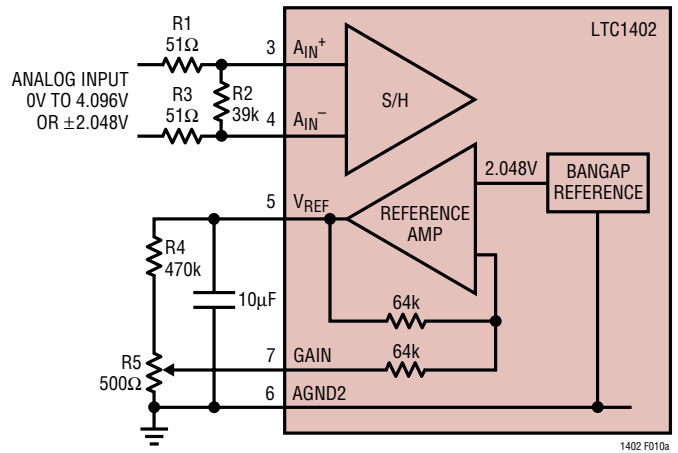 LTC1402
R1
51Ω
3
A_IN^+
ANALOG INPUT
0V TO 4.096V
OR ±2.048V
R2
39k
S/H
R3
51Ω
4
A_IN^−
2.048V
BANGAP
REFERENCE
5
V_REF
REFERENCE
AMP
R4
470k
10µF
64k
R5
500Ω
7
GAIN
64k
6
AGND2
1402 F010a